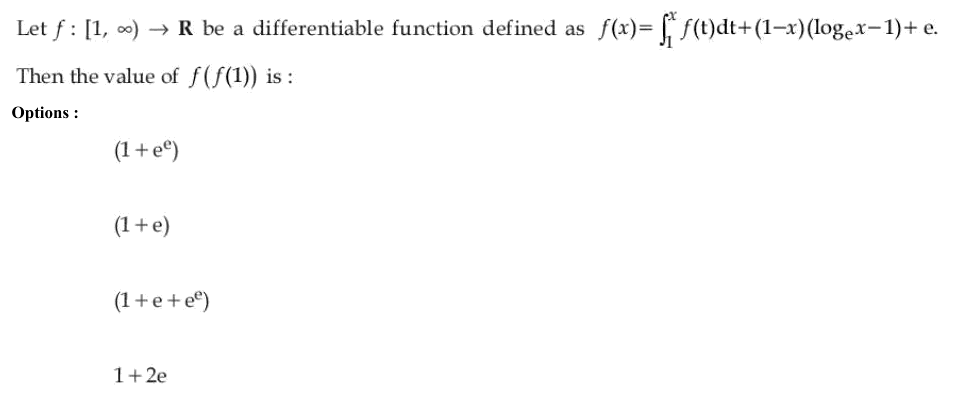 Let f : [1, ∞) → R be a differentiable function defined as f(x)= ∫₁ˣ f(t)dt+(1−x)(logₑx−1)+ e.
Then the value of f(f(1)) is :
Options :
(1+eᵉ)
(1+e)
(1+e+eᵉ)
1+2e